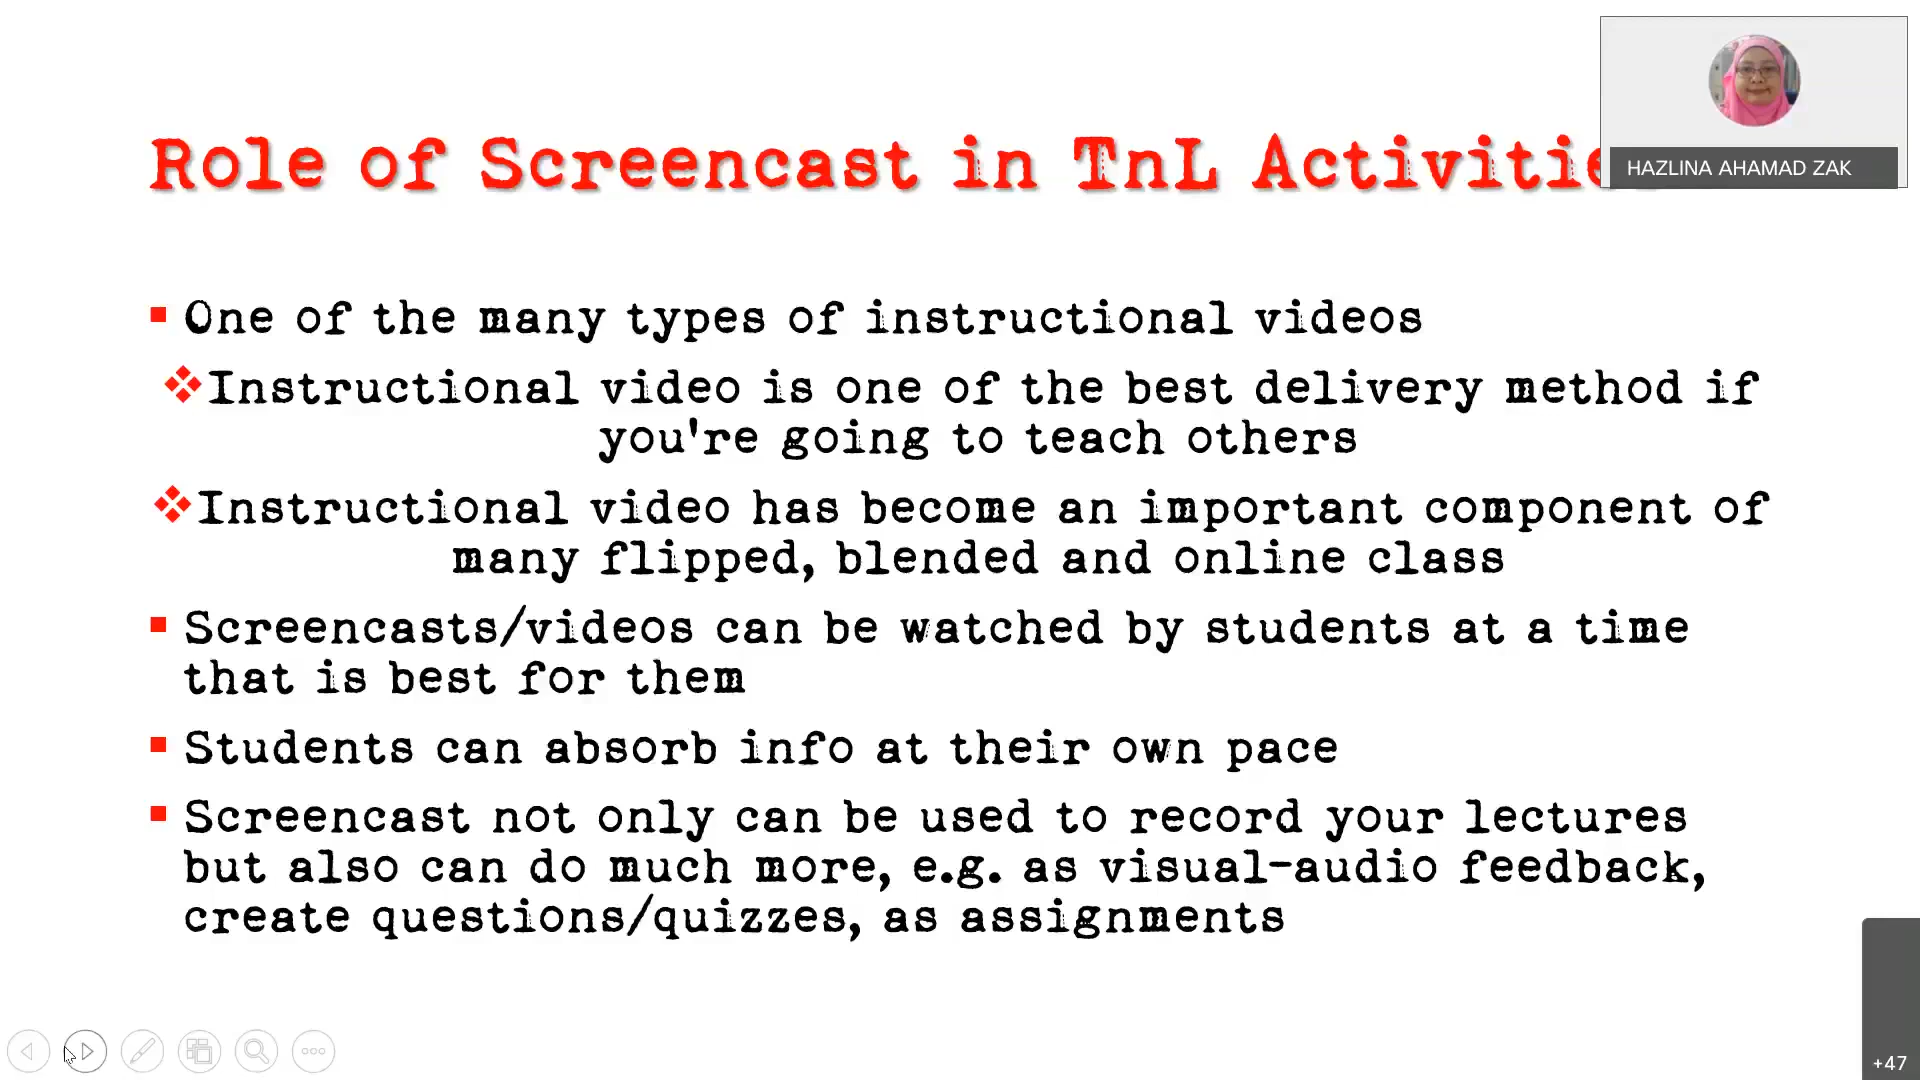 Role of Screencast in TnL Activitie
HAZLINA AHAMAD ZAK
One of the many types of instructional videos
Instructional video is one of the best delivery method if
you're going to teach others
Instructional video has become an important component of
many flipped, blended and online class
Screencasts/videos can be watched by students at a time
that is best for them
Students can absorb info at their own pace
Screencast not only can be used to record your lectures
but also can do much more, e.g. as visual-audio feedback,
create questions/quizzes, as assignments
+47